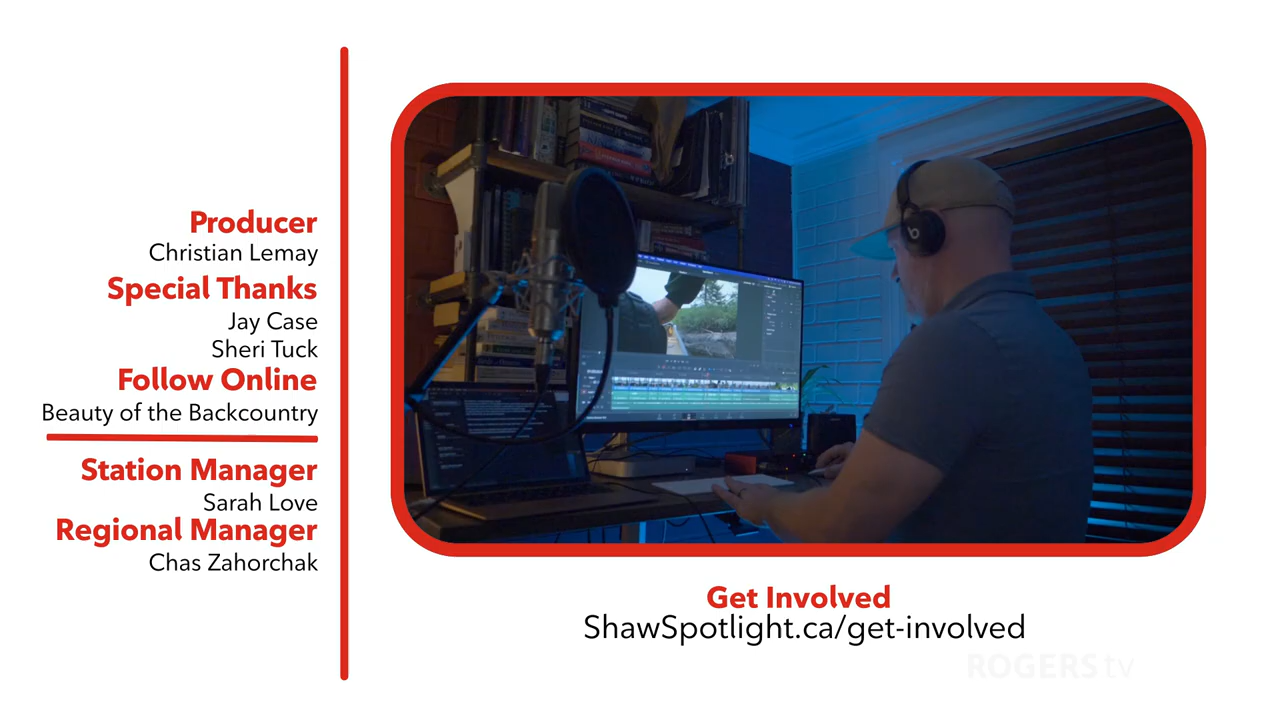 Producer
Christian Lemay
Special Thanks
Jay Case
Sheri Tuck
Follow Online
Beauty of the Backcountry
Station Manager
Sarah Love
Regional Manager
Chas Zahorchak
Get Involved
ShawSpotlight.ca/get-involved
ROGERS tv